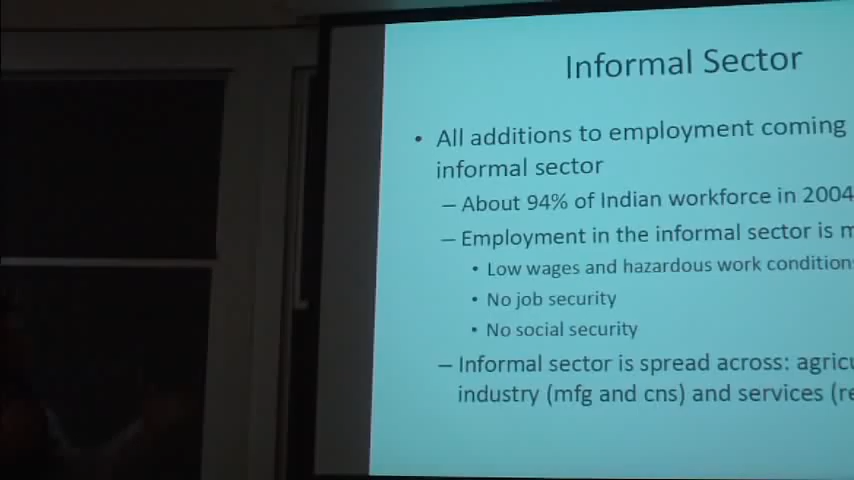 Informal Sector
• All additions to employment coming
informal sector
– About 94% of Indian workforce in 2004
– Employment in the informal sector is
• Low wages and hazardous work condition
• No job security
• No social security
– Informal sector is spread across:
industry (mfg and cns) and services